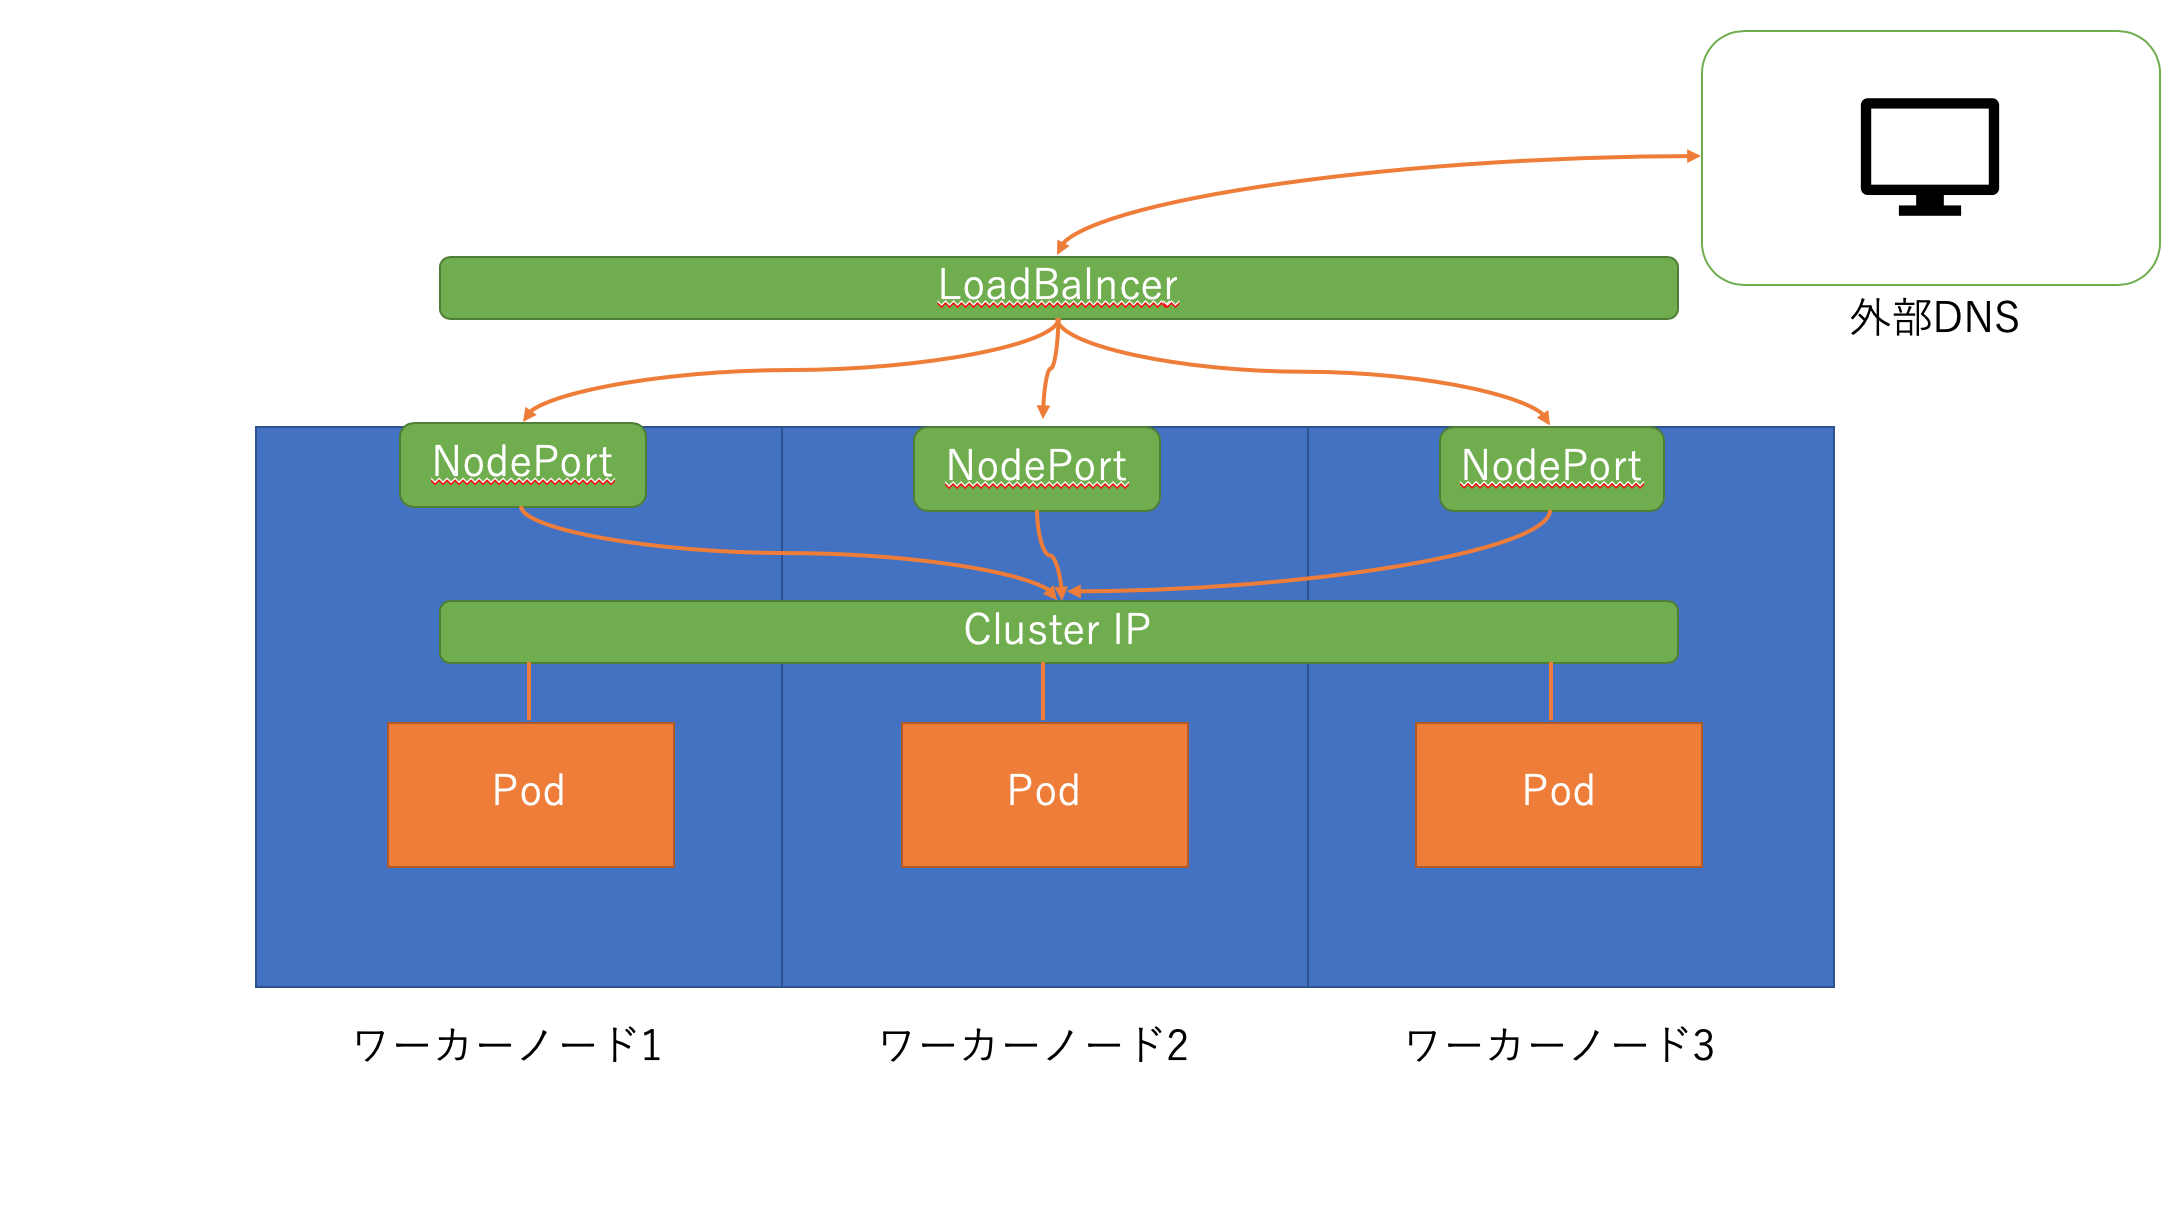 外部DNS
LoadBalncer
NodePort
NodePort
NodePort
Cluster IP
Pod
Pod
Pod
ワーカーノード1
ワーカーノード2
ワーカーノード3